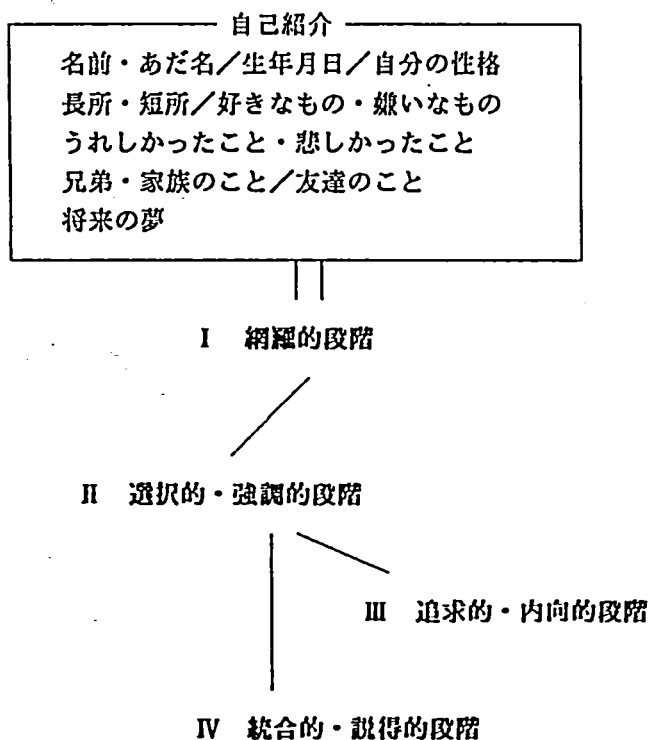 自己紹介
名前・あだ名／生年月日／自分の性格
長所・短所／好きなもの・嫌いなもの
うれしかったこと・悲しかったこと
兄弟・家族のこと／友達のこと
将来の夢
Ⅰ 網羅的段階
Ⅱ 選択的・強調的段階
Ⅲ 追求的・内向的段階
Ⅳ 統合的・説得的段階